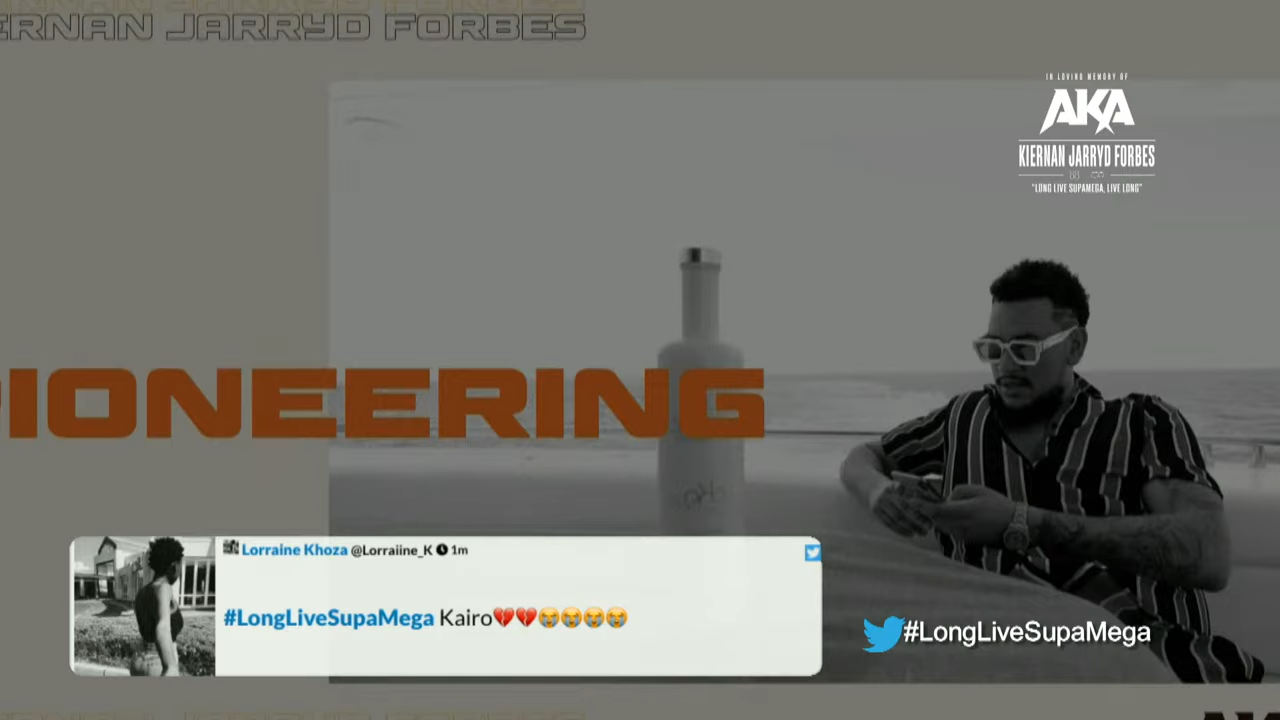 ERNAN JARRYD FORBES
IN LOVING MEMORY OF
AKA
KIERNAN JARRYD FORBES
"LONG LIVE SUPAMEGA, LIVE LONG"
PIONEERING
Lorraine Khoza @Lorraiine_K 1m
#LongLiveSupaMega Kairo💔💔😭😭😭😭
#LongLiveSupaMega